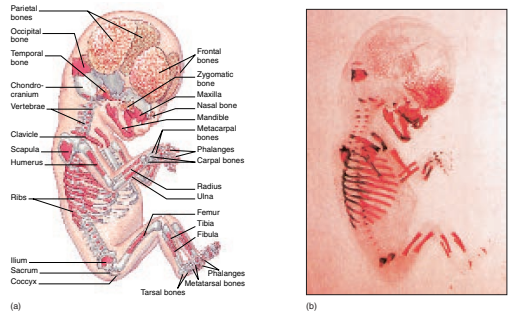 Parietal
bones
Occipital
bone
Temporal
bone
Chondro-
cranium
Vertebrae
Clavicle
Scapula
Humerus
Ribs
Ilium
Sacrum
Coccyx
Frontal
bones
Zygomatic
bone
Maxilla
Nasal bone
Mandible
Metacarpal
bones
Phalanges
Carpal bones
Radius
Ulna
Femur
Tibia
Fibula
Phalanges
Metatarsal bones
Tarsal bones
(a)
(b)